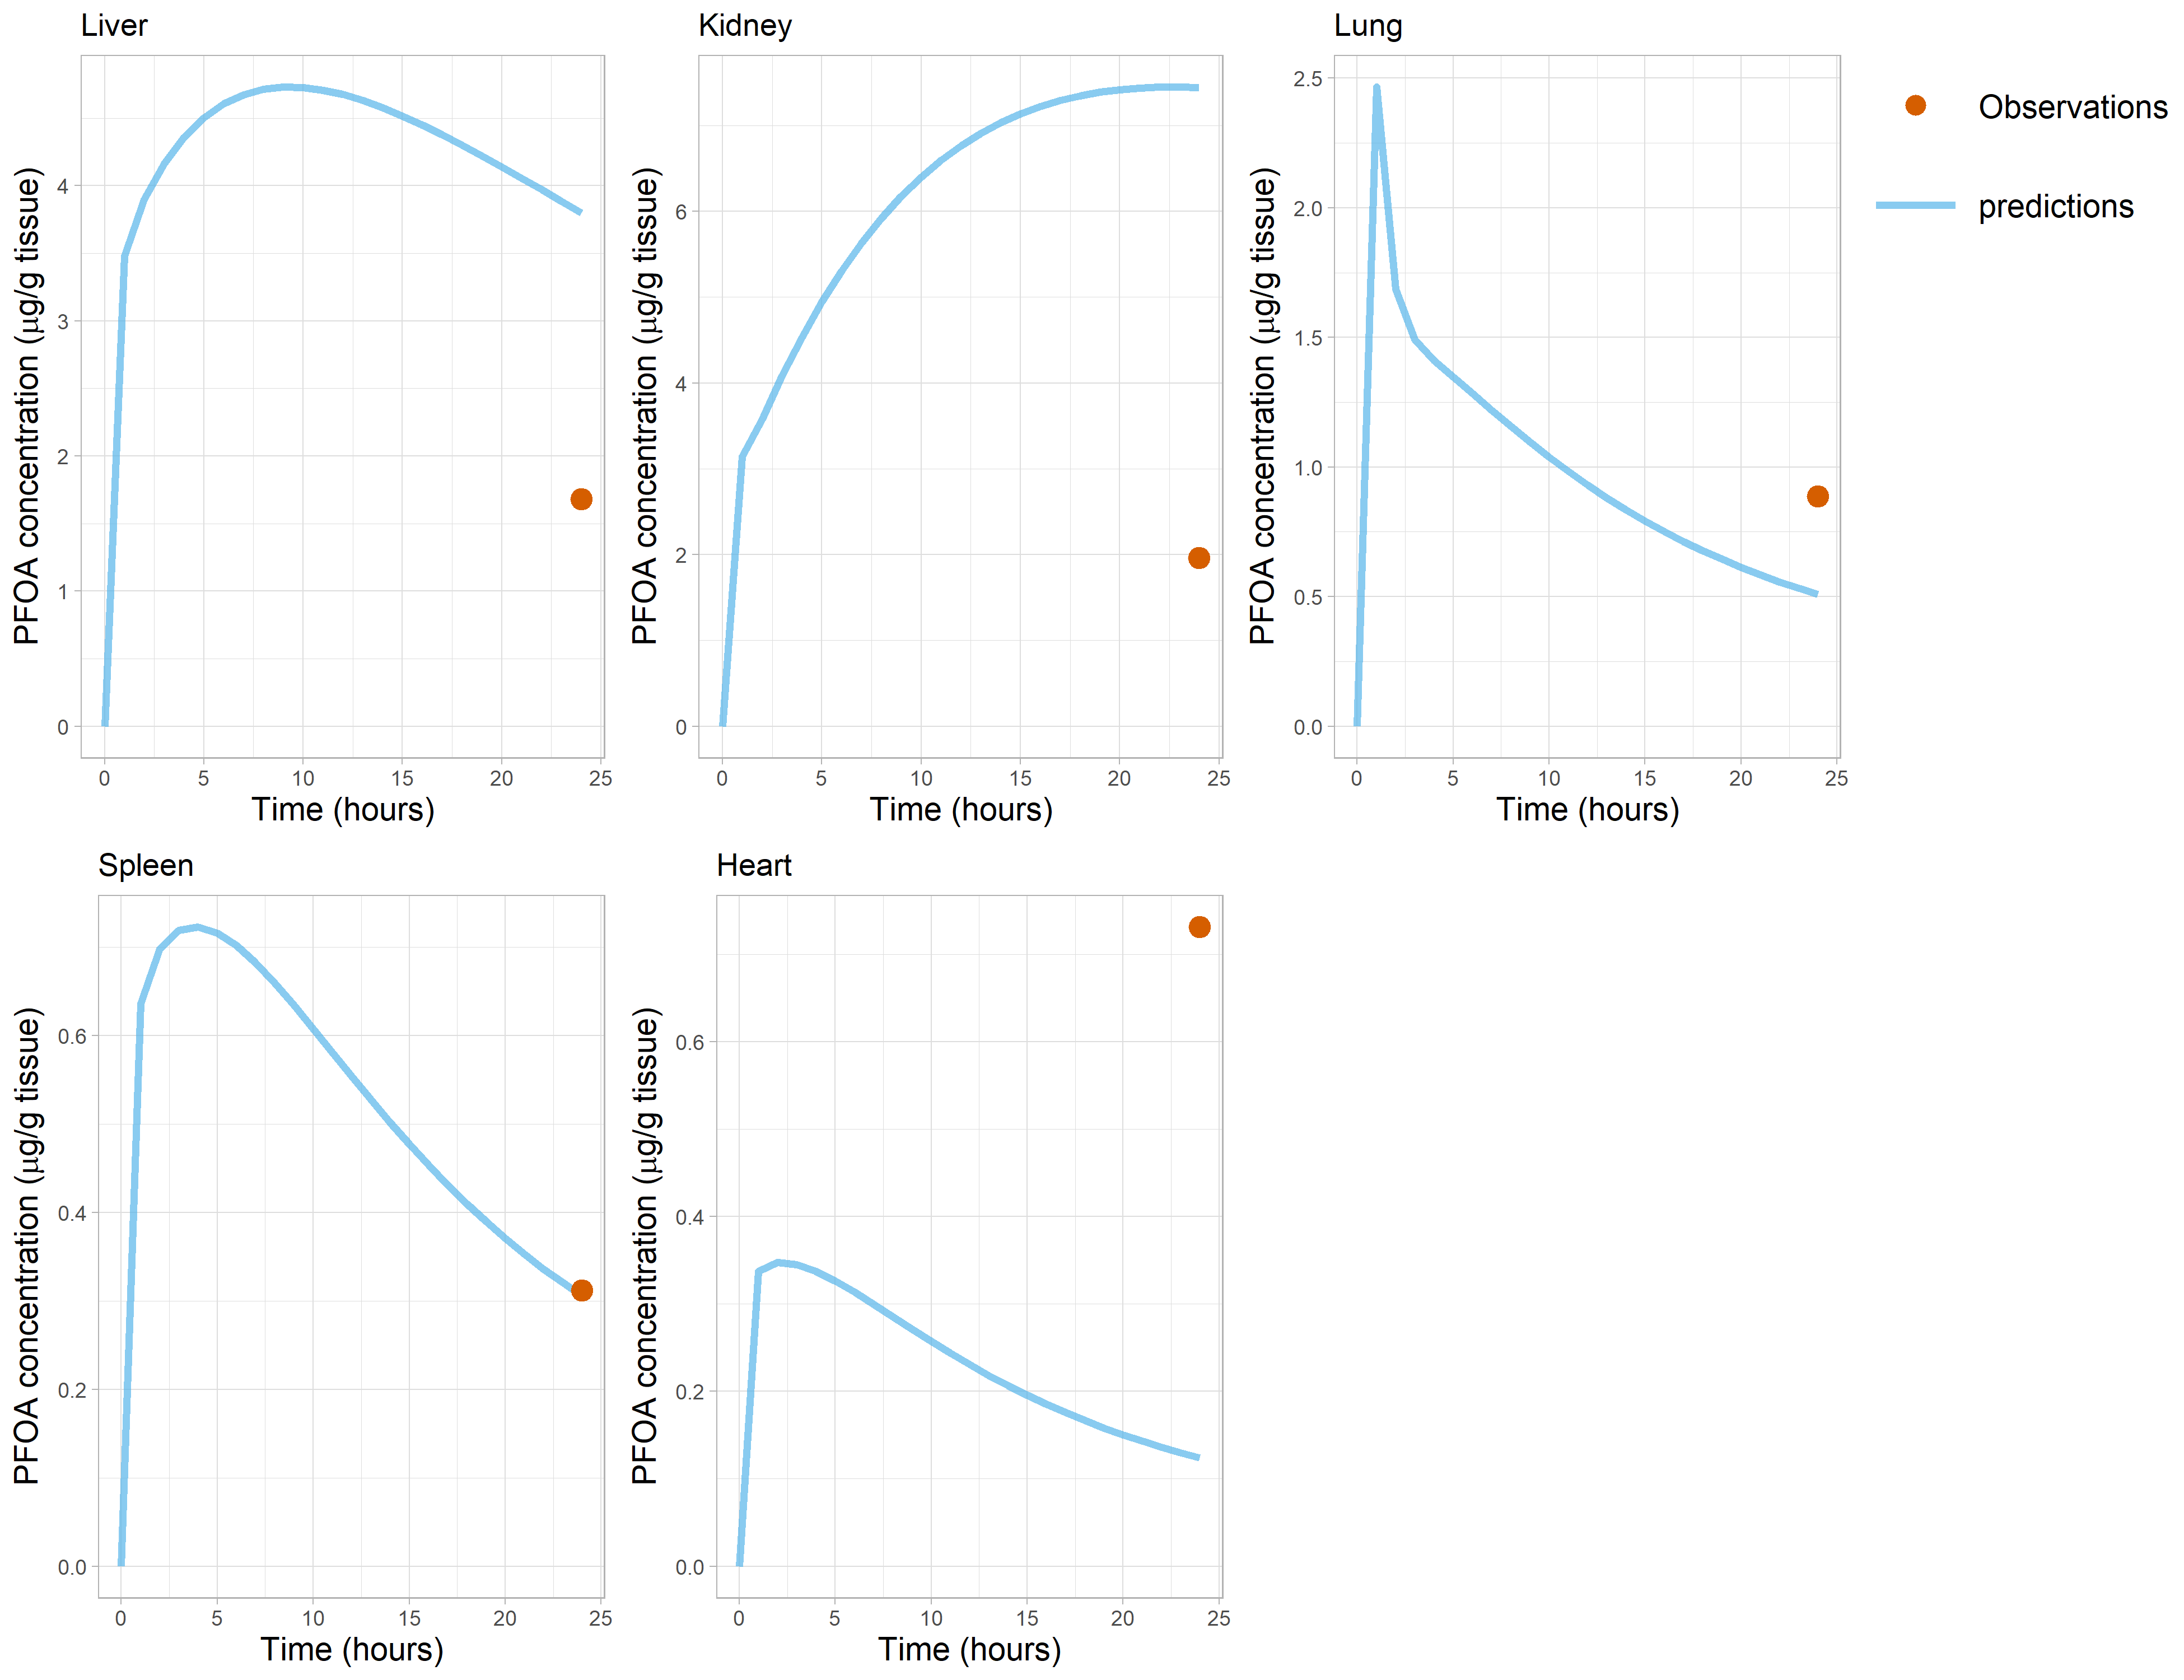 Liver
PFOA concentration (μg/g tissue)
4
3
2
1
0
0 5 10 15 20 25
Time (hours)
Kidney
PFOA concentration (μg/g tissue)
6
4
2
0
0 5 10 15 20 25
Time (hours)
Lung
PFOA concentration (μg/g tissue)
2.5
2.0
1.5
1.0
0.5
0.0
0 5 10 15 20 25
Time (hours)
Observations
predictions
Spleen
PFOA concentration (μg/g tissue)
0.6
0.4
0.2
0.0
0 5 10 15 20 25
Time (hours)
Heart
PFOA concentration (μg/g tissue)
0.6
0.4
0.2
0.0
0 5 10 15 20 25
Time (hours)